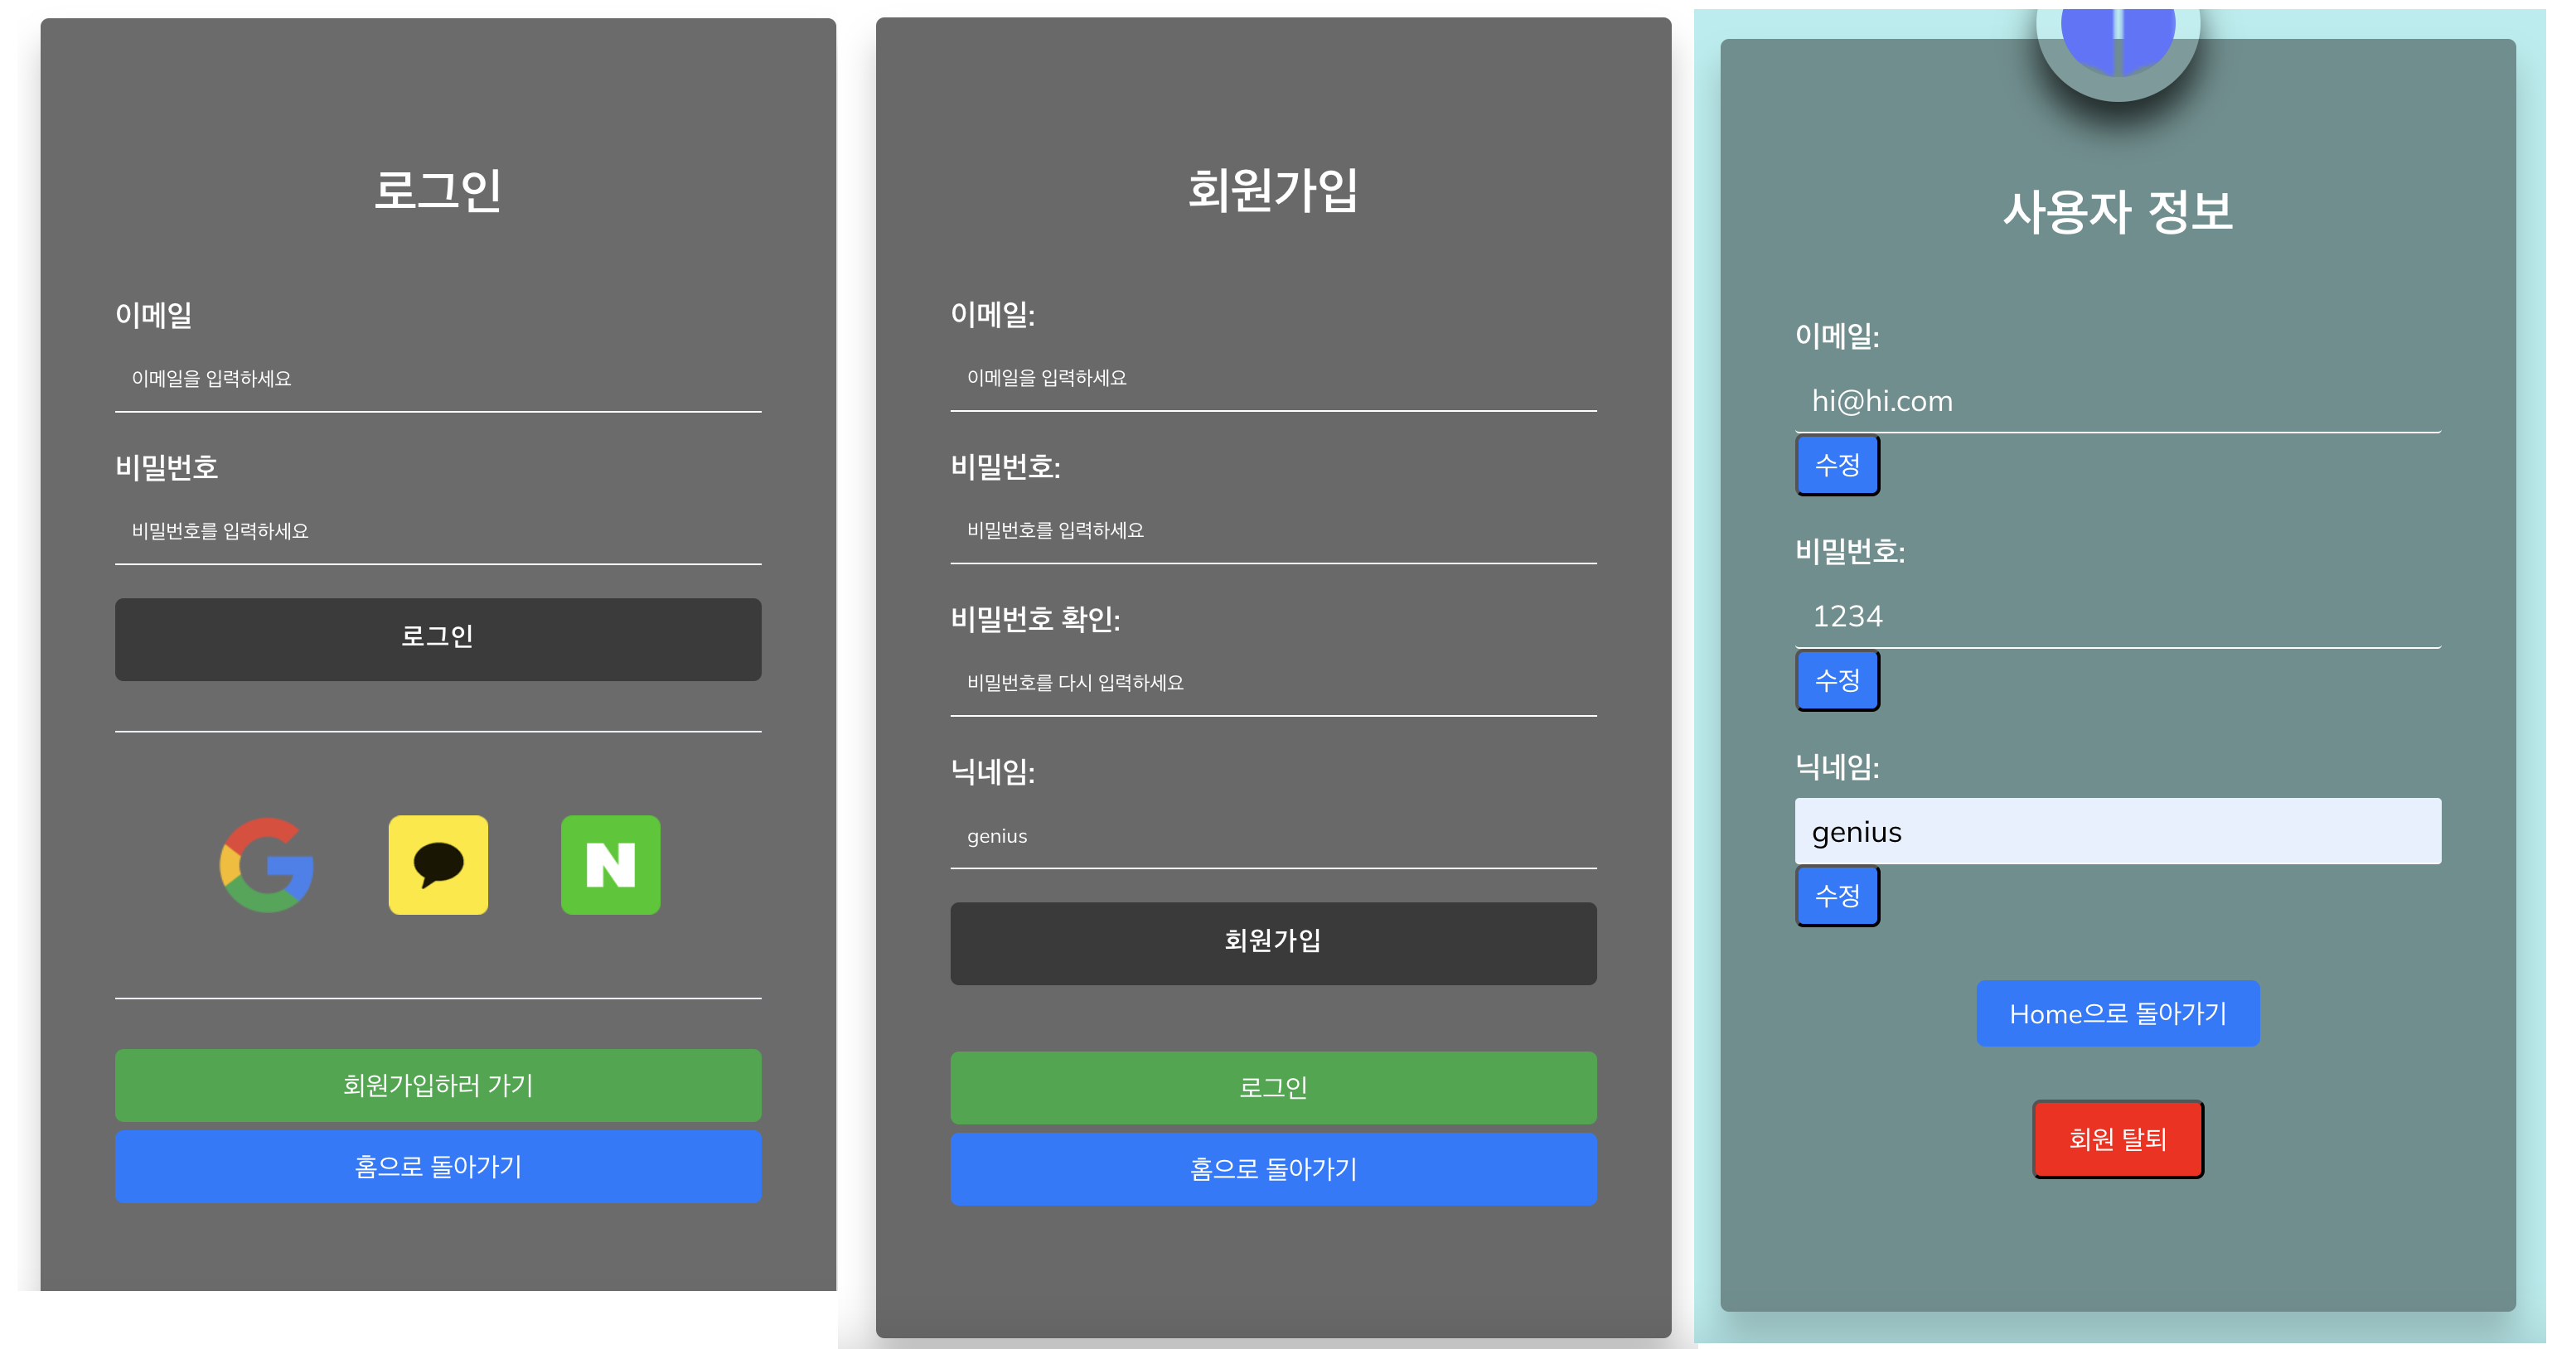 로그인
이메일
이메일을 입력하세요
비밀번호
비밀번호를 입력하세요
로그인
N
회원가입하러 가기
홈으로 돌아가기
회원가입
이메일:
이메일을 입력하세요
비밀번호:
비밀번호를 입력하세요
비밀번호 확인:
비밀번호를 다시 입력하세요
닉네임:
genius
회원가입
로그인
홈으로 돌아가기
사용자 정보
이메일:
hi@hi.com
수정
비밀번호:
1234
수정
닉네임:
genius
수정
Home으로 돌아가기
회원 탈퇴